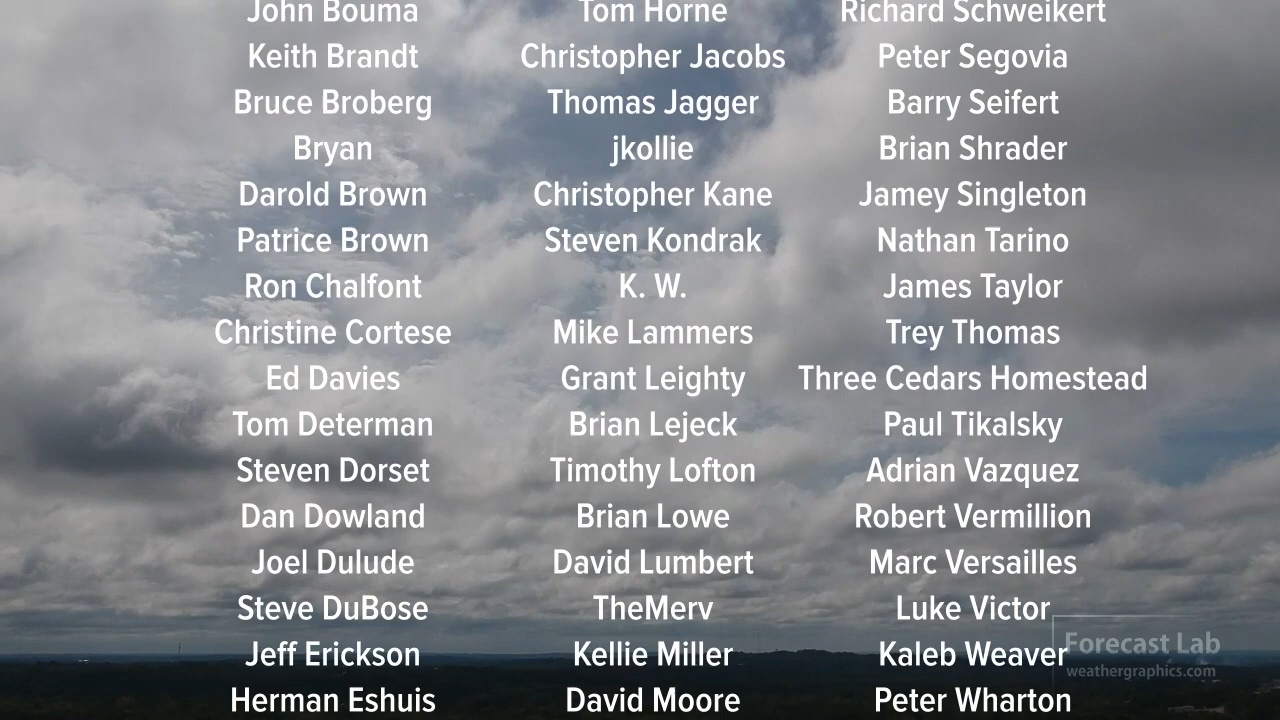 John Bouma
Keith Brandt
Bruce Broberg
Bryan
Darold Brown
Patrice Brown
Ron Chalfont
Christine Cortese
Ed Davies
Tom Determan
Steven Dorset
Dan Dowland
Joel Dulude
Steve DuBose
Jeff Erickson
Herman Eshuis
Tom Horne
Christopher Jacobs
Thomas Jagger
jkollie
Christopher Kane
Steven Kondrak
K. W.
Mike Lammers
Grant Leighty
Brian Lejeck
Timothy Lofton
Brian Lowe
David Lumbert
TheMerv
Kellie Miller
David Moore
Richard Schweikert
Peter Segovia
Barry Seifert
Brian Shrader
Jamey Singleton
Nathan Tarino
James Taylor
Trey Thomas
Three Cedars Homestead
Paul Tikalsky
Adrian Vazquez
Robert Vermillion
Marc Versailles
Luke Victor
Kaleb Weaver
Peter Wharton
Forecast Lab
weathergraphics.com